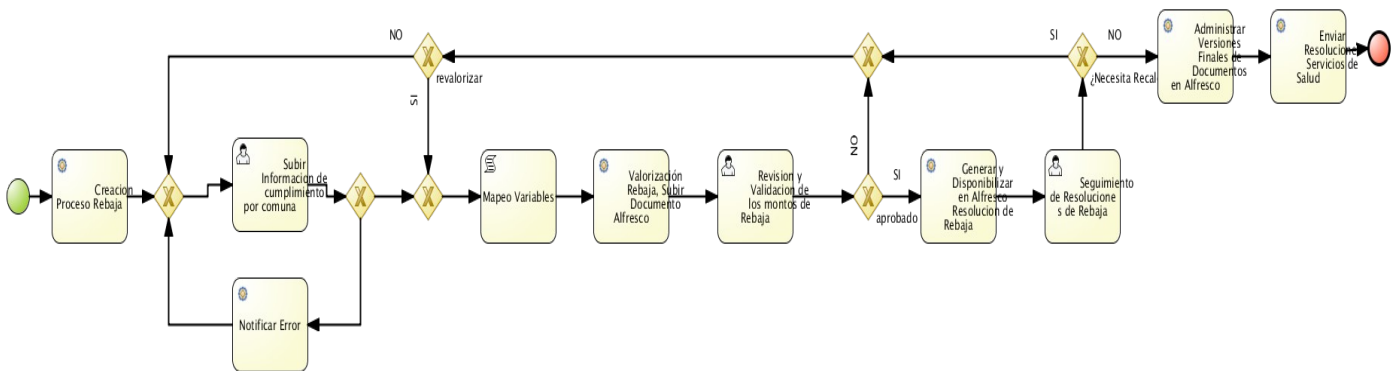 NO
revalorizar
SI
NO
SI
SI
NO
¿Necesita Recal
aprobado
Administrar
Versiones
Finales de
Documentos
en Alfresco
Enviar
Resolucione
Servicios de
Salud
Creacion
Proceso Rebaja
Subir
Informacion de
cumplimiento
por comuna
Notificar Error
Mapeo Variables
Valorización
Rebaja, Subir
Documento
Alfresco
Revision y
Validacion de
los montos de
Rebaja
Generar y
Disponibilizar
en Alfresco
Resolucion de
Rebaja
Seguimiento
de Resolucione
s de Rebaja